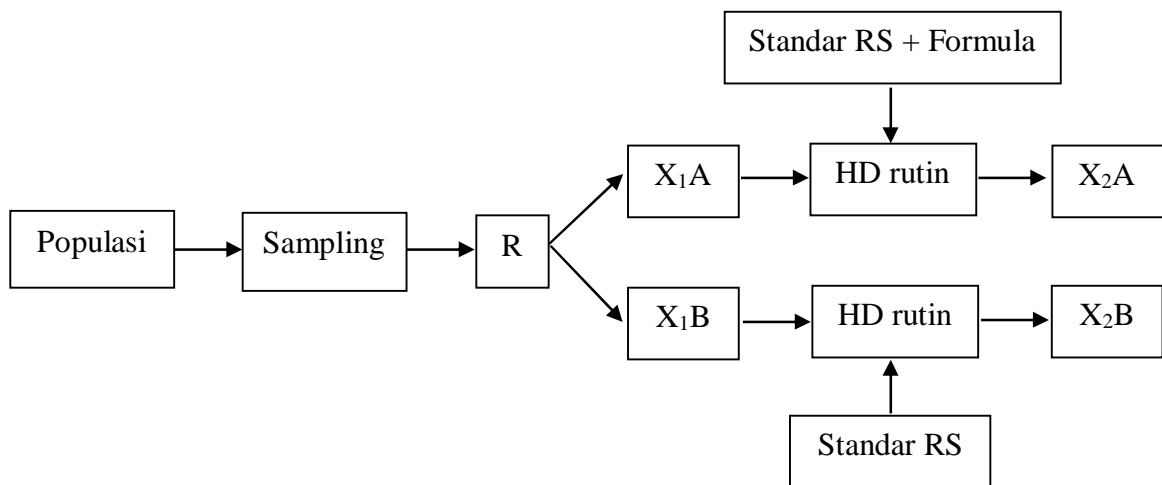 Standar RS + Formula
X₁A
HD rutin
X₂A
Populasi
Sampling
R
X₁B
HD rutin
X₂B
Standar RS